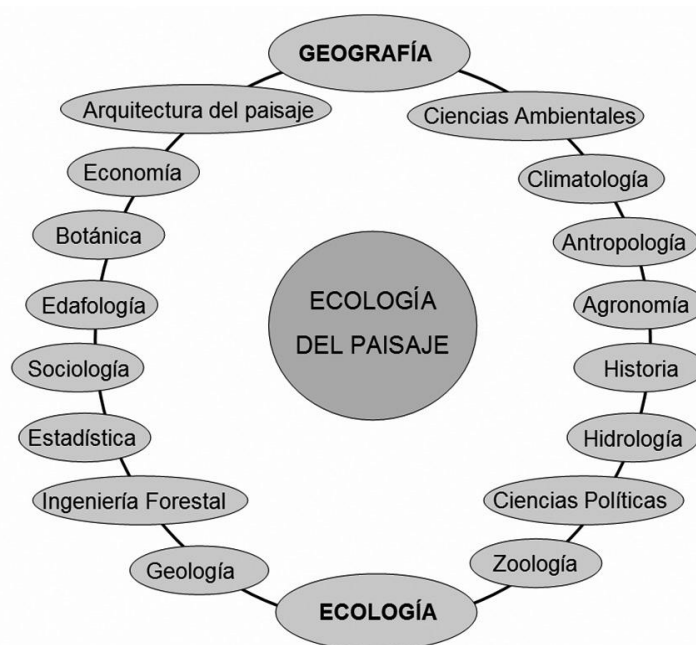 GEOGRAFÍA
Arquitectura del paisaje
Ciencias Ambientales
Economía
Climatología
Botánica
Antropología
Edafología
Agronomía
ECOLOGÍA
DEL PAISAJE
Sociología
Historia
Estadística
Hidrología
Ingeniería Forestal
Ciencias Políticas
Geología
Zoología
ECOLOGÍA